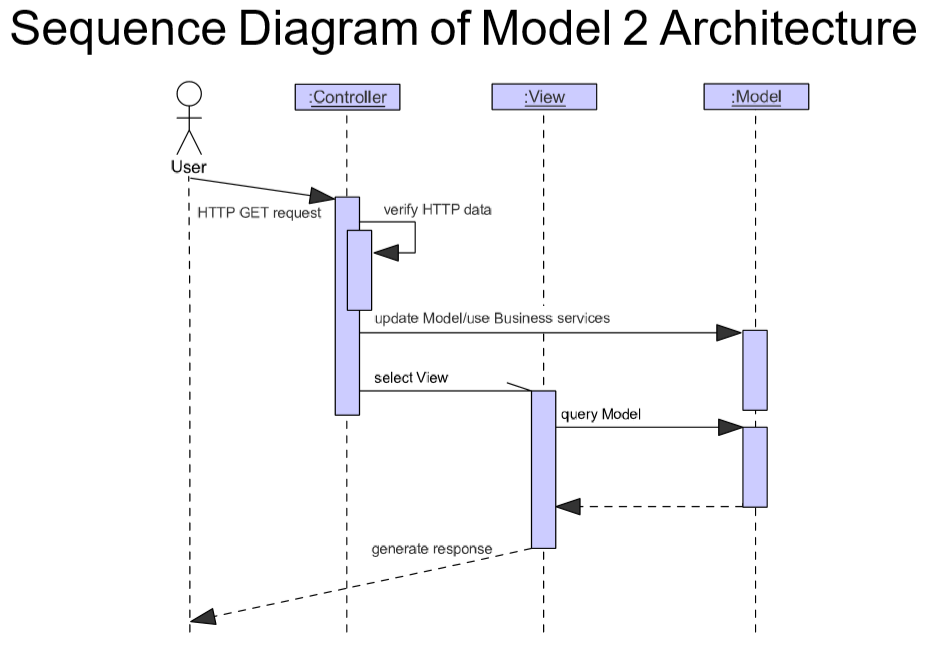 Sequence Diagram of Model 2 Architecture
:Controller
:View
:Model
User
HTTP GET request
verify HTTP data
update Model/use Business services
select View
query Model
generate response